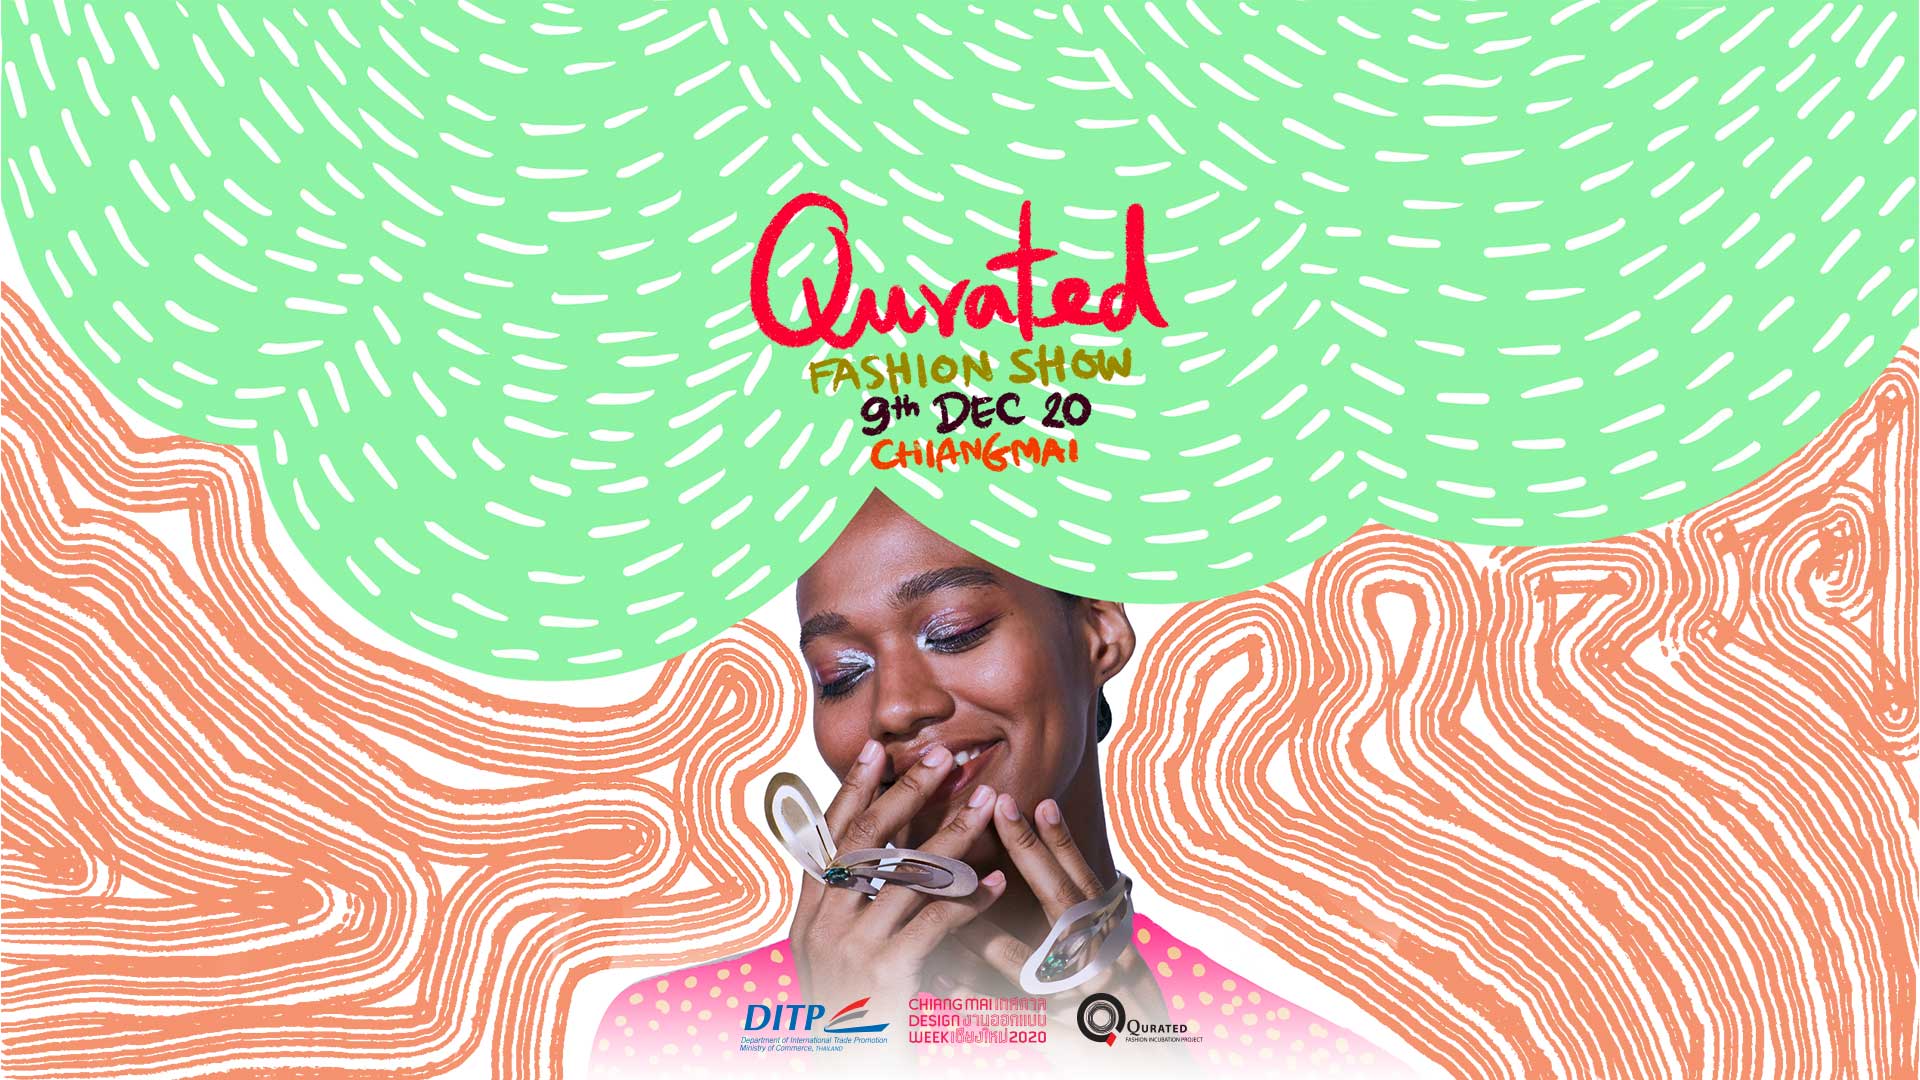 Qurated
FASHION SHOW
9th DEC 20
CHIANGMAI
DITP
Department of International Trade Promotion
Ministry of Commerce, THAILAND
CHIANG MAI เทศกาล
DESIGN งานออกแบบ
WEEK เชียงใหม่ 2020
QURATED
FASHION INCUBATION PROJECT